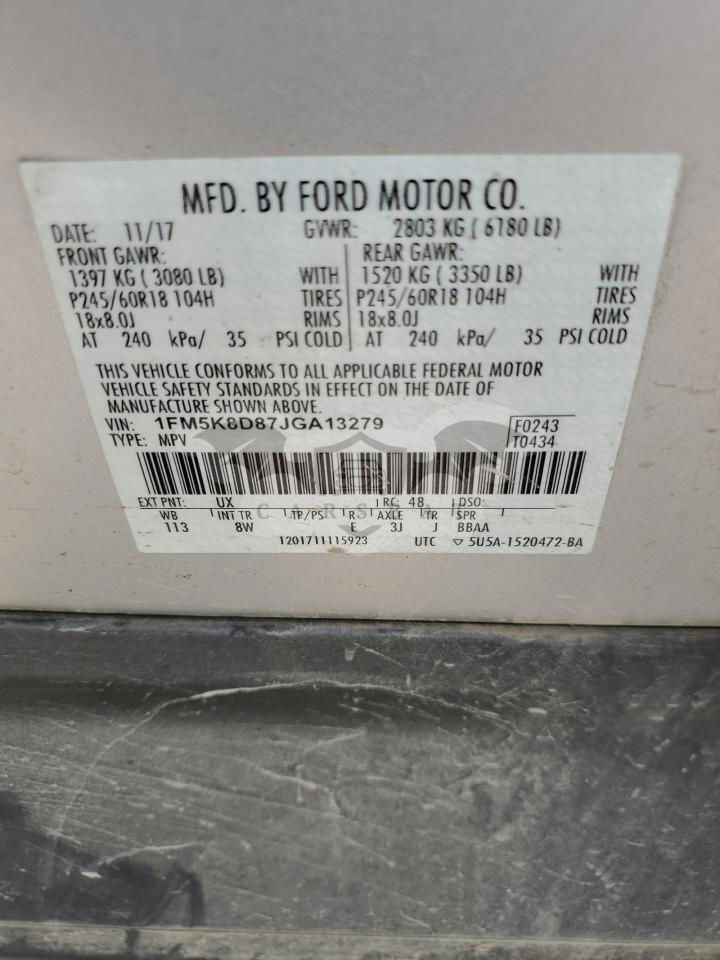 MFD. BY FORD MOTOR CO.
DATE: 11/17 GVWR: 2803 KG ( 6180 LB)
FRONT GAWR: REAR GAWR:
1397 KG ( 3080 LB) WITH 1520 KG ( 3350 LB) WITH
P245/60R18 104H TIRES P245/60R18 104H TIRES
18x8.0J RIMS 18x8.0J RIMS
AT 240 kPa/ 35 PSI COLD AT 240 kPa/ 35 PSI COLD
THIS VEHICLE CONFORMS TO ALL APPLICABLE FEDERAL MOTOR
VEHICLE SAFETY STANDARDS IN EFFECT ON THE DATE OF
MANUFACTURE SHOWN ABOVE.
VIN: 1FM5K8D87JGA13279 F0243
TYPE: MPV T0434
EXT PNT: UX RC: 48 DSO:
WB INT TR TP/PS R AXLE TR SPR
113 8W E 3J J BBAA
1201711115923 UTC ▽ 5U5A-1520472-BA